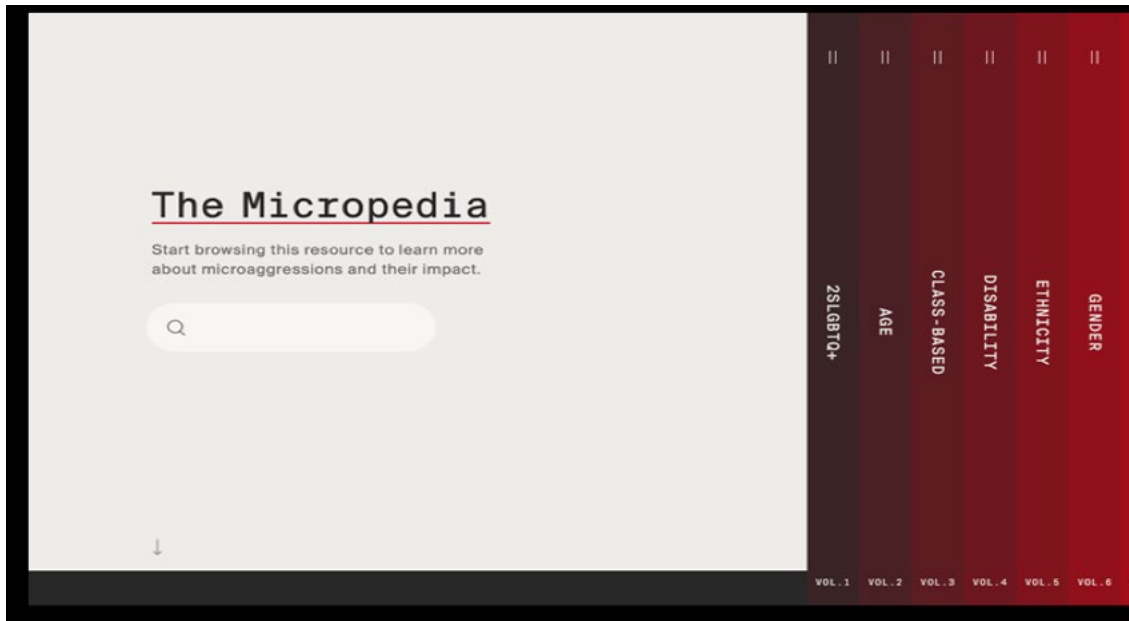 The Micropedia
Start browsing this resource to learn more
about microaggressions and their impact.
2SLGBTQ+
AGE
CLASS-BASED
DISABILITY
ETHNICITY
GENDER
VOL.1
VOL.2
VOL.3
VOL.4
VOL.5
VOL.6